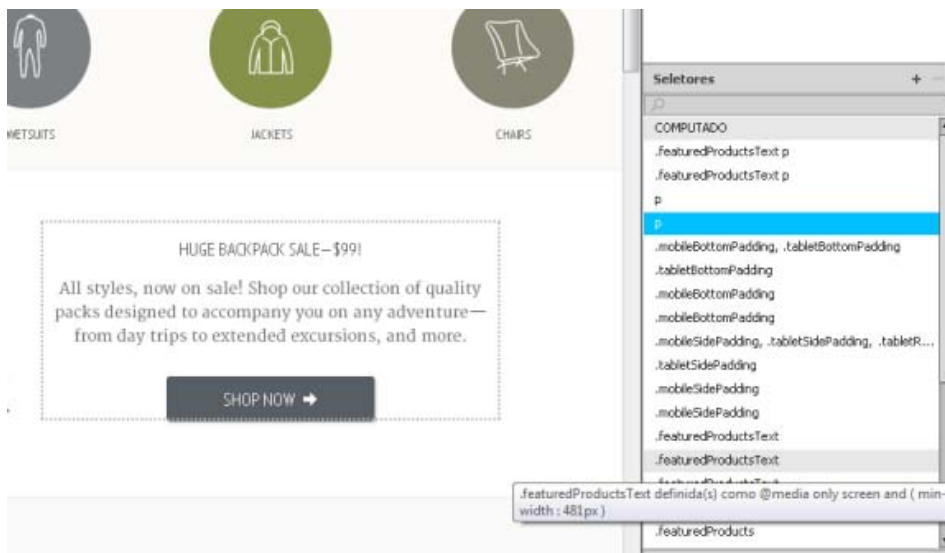 WETSUITS
JACKETS
CHAIRS
HUGE BACKPACK SALE—$99!
All styles, now on sale! Shop our collection of quality
packs designed to accompany you on any adventure—
from day trips to extended excursions, and more.
SHOP NOW
Seletores
COMPUTADO
.featuredProductsText p
.featuredProductsText p
p
p
.mobileBottomPadding, .tabletBottomPadding
.tabletBottomPadding
.mobileBottomPadding
.mobileBottomPadding
.mobileSidePadding, .tabletSidePadding, .tabletR...
.tabletSidePadding
.mobileSidePadding
.mobileSidePadding
.featuredProductsText
.featuredProductsText
.featuredProductsText
.featuredProductsText definida(s) como @media only screen and ( min-
width : 481px )
.featuredProducts